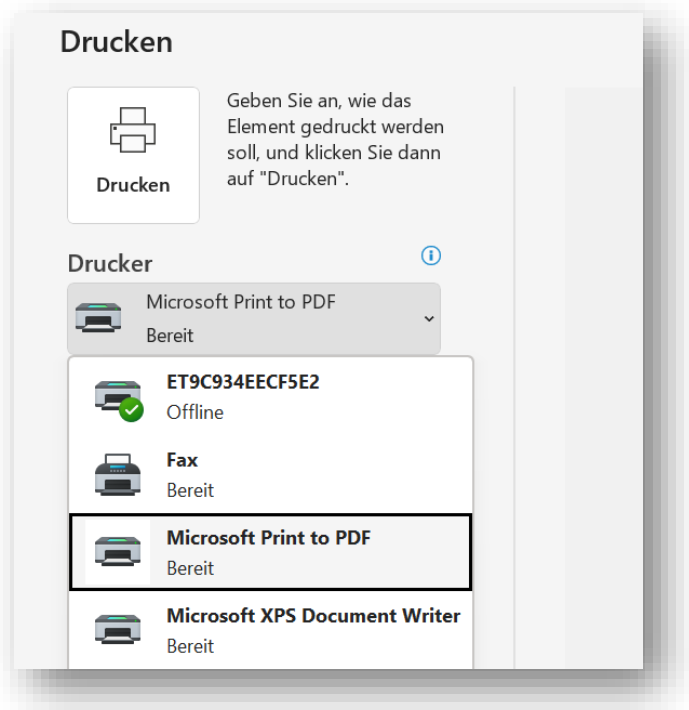 Drucken
Geben Sie an, wie das
Element gedruckt werden
soll, und klicken Sie dann
auf "Drucken".
Drucken
Drucker
Microsoft Print to PDF
Bereit
ET9C934EECF5E2
Offline
Fax
Bereit
Microsoft Print to PDF
Bereit
Microsoft XPS Document Writer
Bereit